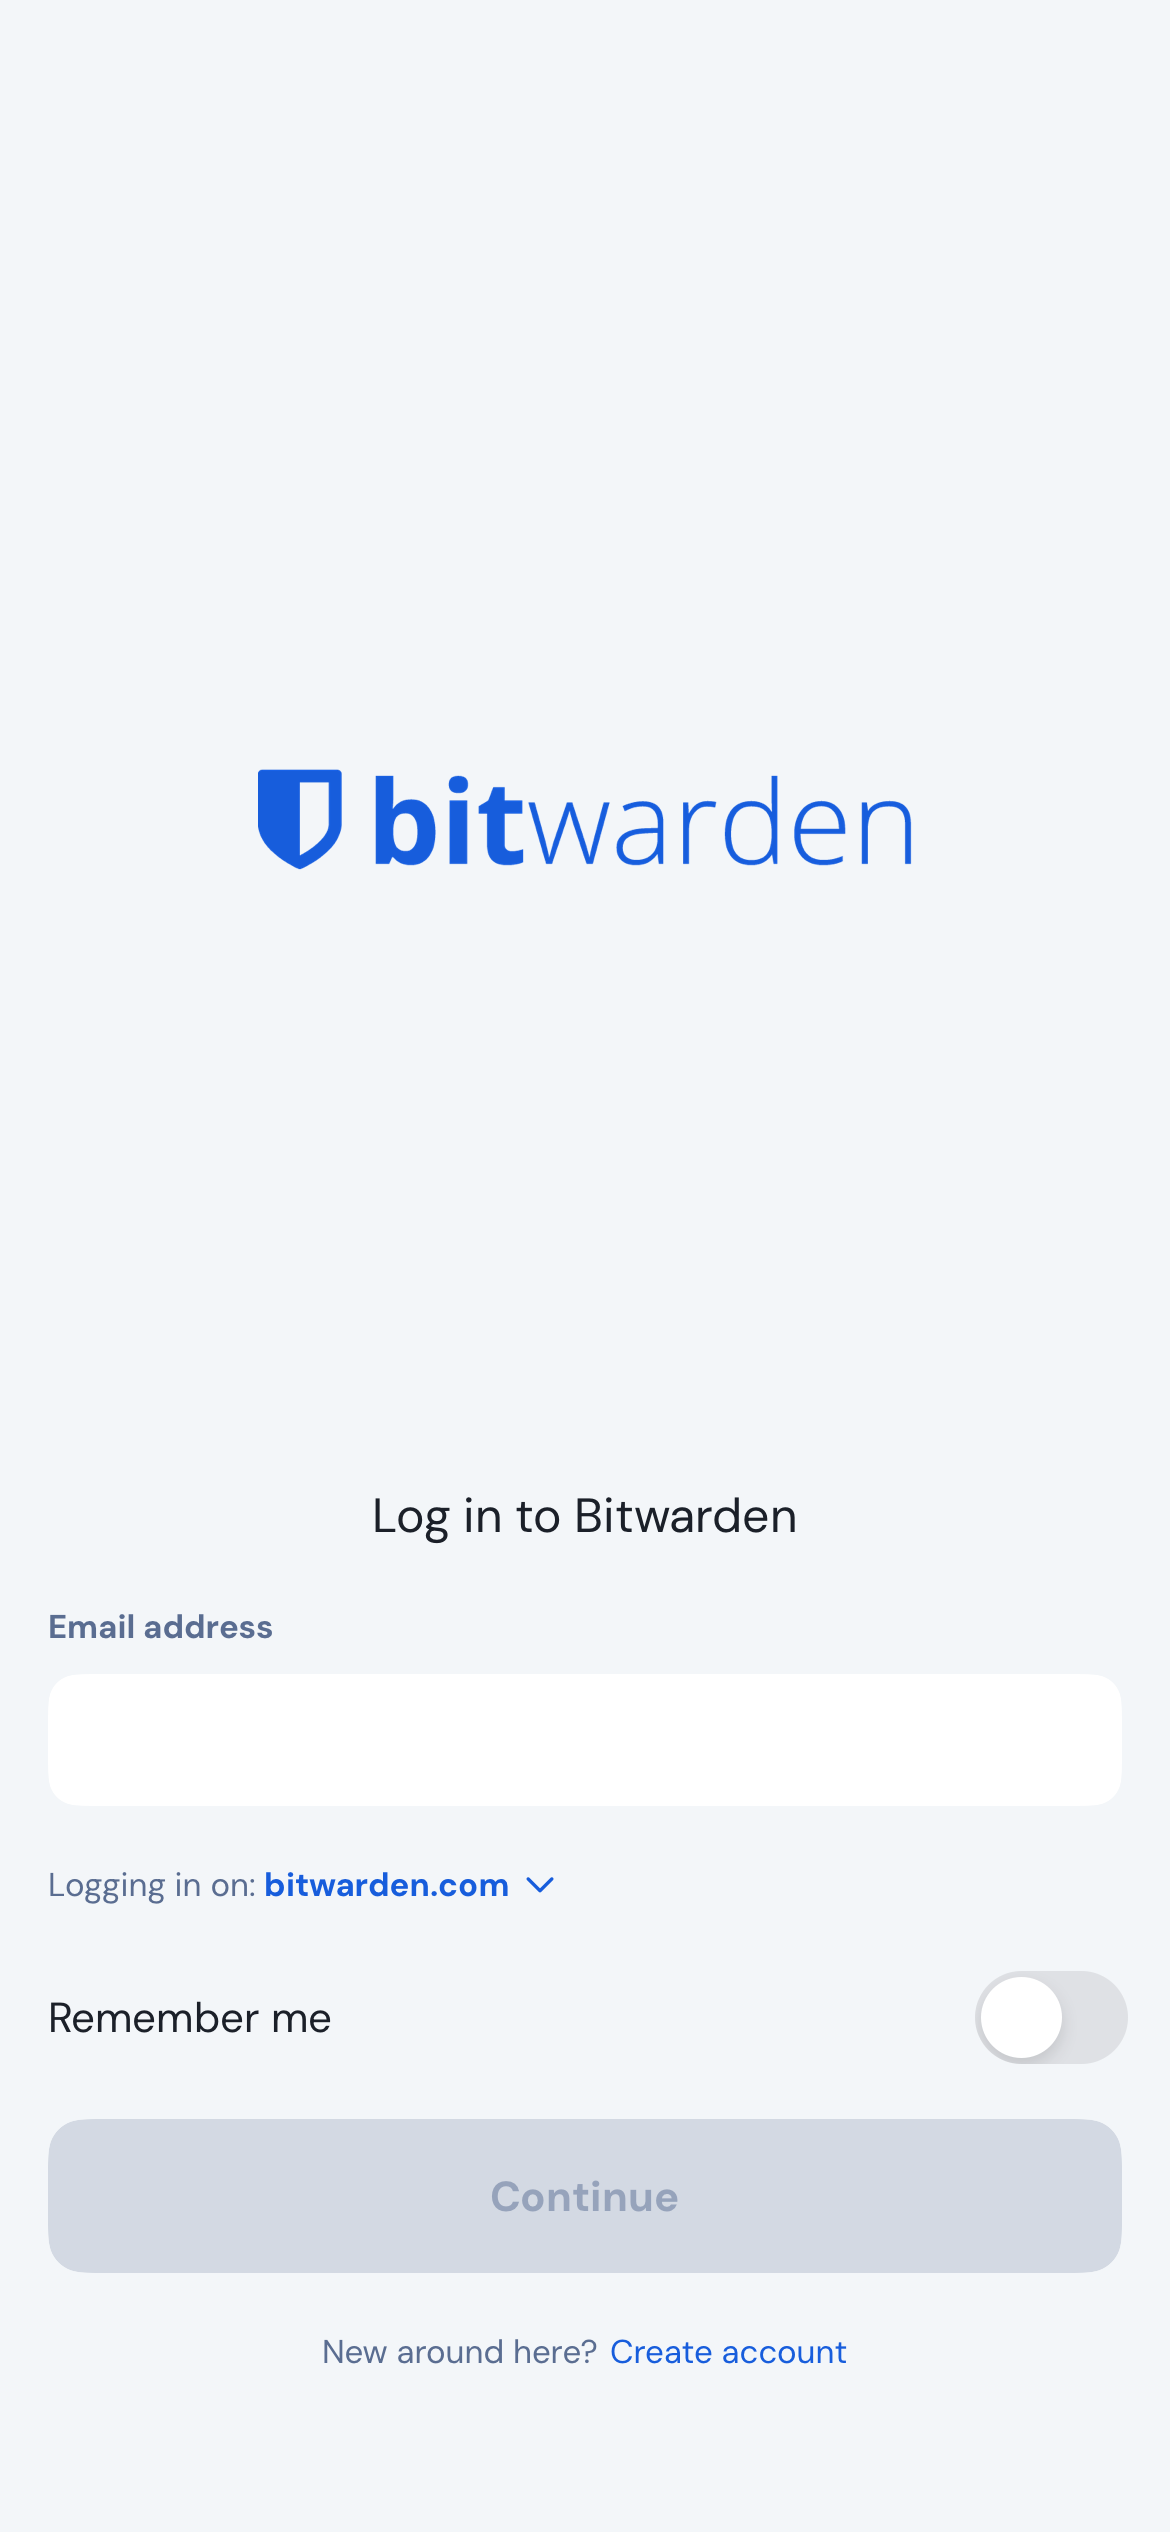 bitwarden
Log in to Bitwarden
Email address
Logging in on: bitwarden.com
Remember me
Continue
New around here? Create account